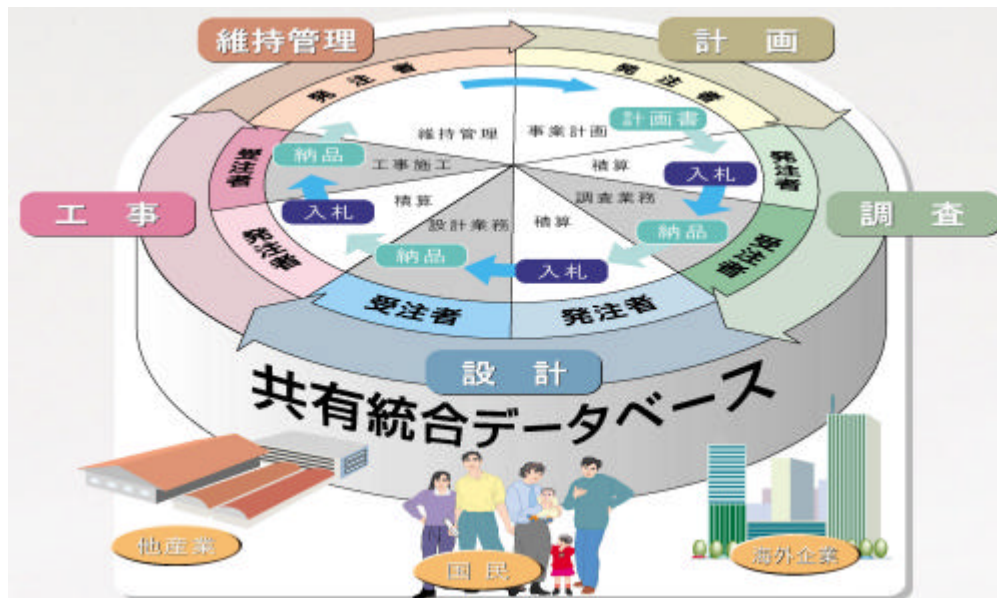 維持管理
計画
発注者
発注者
維持管理
事業計画
計画書
受注者
納品
工事施工
積算
入札
発注者
工事
入札
積算
設計業務
積算
調査業務
納品
受注者
調査
発注者
納品
入札
受注者
発注者
設計
共有統合データベース
他産業
国民
海外企業